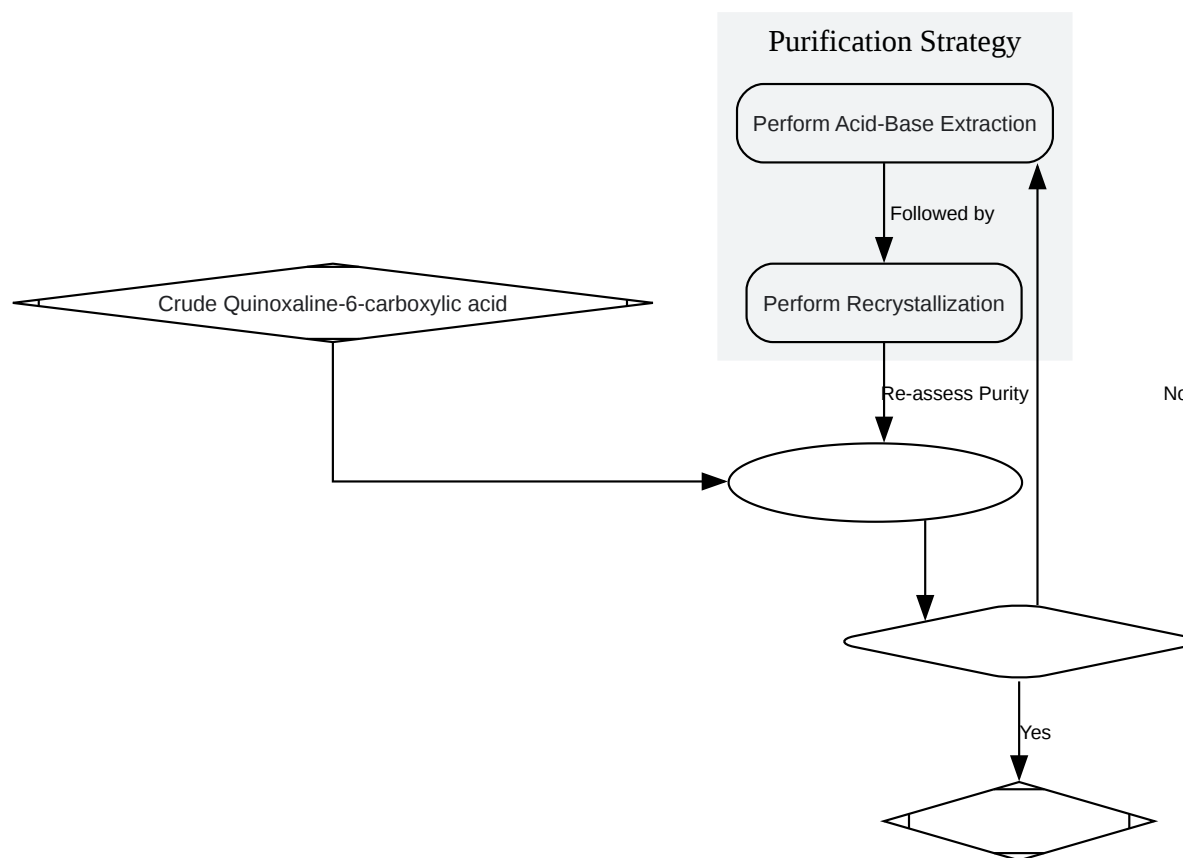 Purification Strategy
Perform Acid-Base Extraction
Followed by
Crude Quinoxaline-6-carboxylic acid
Perform Recrystallization
Re-assess Purity
No
Yes